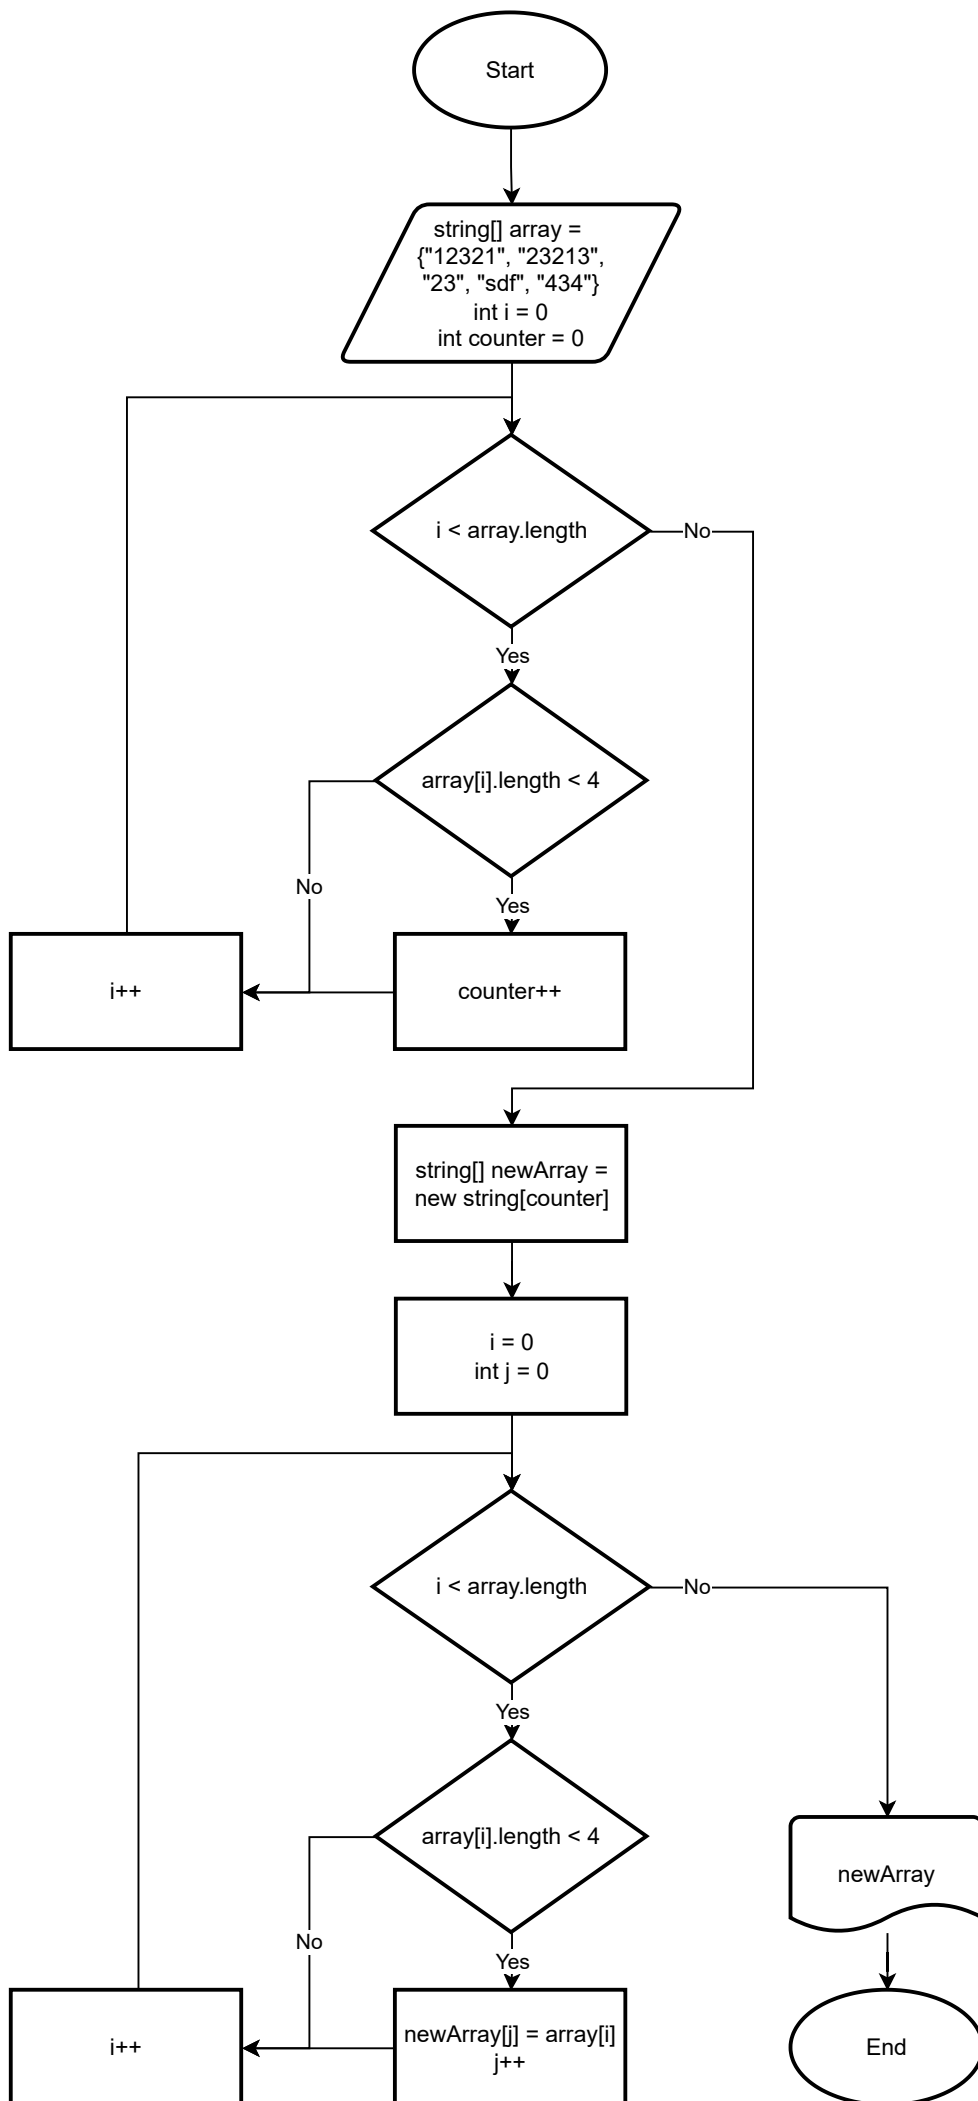 Start
string[] array =
{"12321", "23213",
"23", "sdf", "434"}
int i = 0
int counter = 0
i < array.length
No
Yes
array[i].length < 4
No
Yes
i++
counter++
string[] newArray =
new string[counter]
i = 0
int j = 0
i < array.length
No
Yes
array[i].length < 4
newArray
No
Yes
i++
newArray[j] = array[i]
j++
End